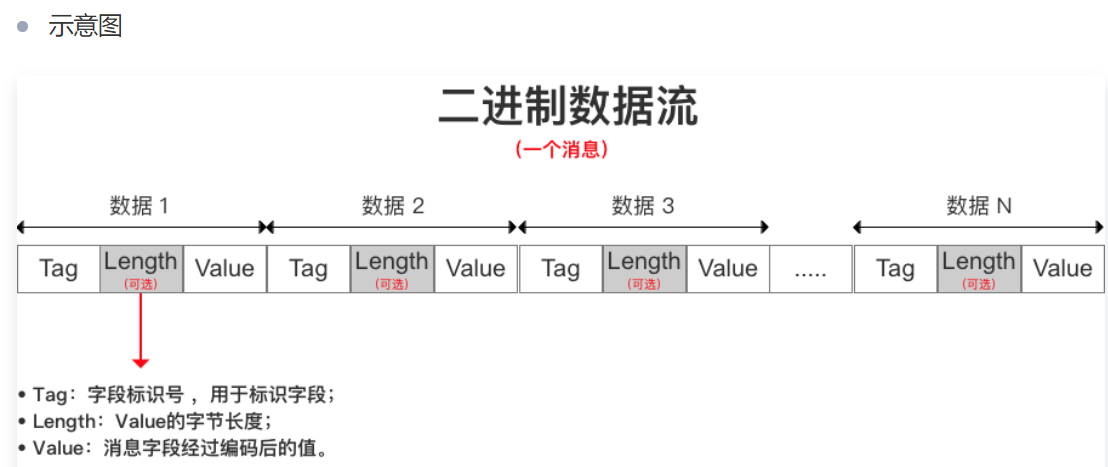 示意图
二进制数据流
（一个消息）
数据 1 数据 2 数据 3 数据 N
Tag Length Value Tag Length Value Tag Length Value ..... Tag Length Value
（可选） （可选） （可选） （可选）
• Tag：字段标识号 ，用于标识字段；
• Length：Value的字节长度；
• Value：消息字段经过编码后的值。